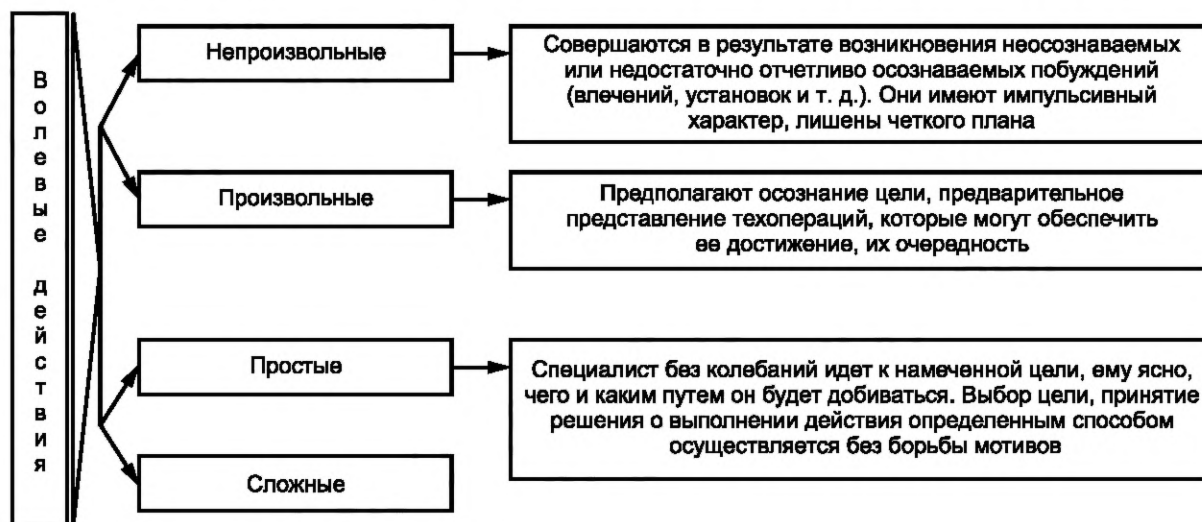 Волевые действия
Непроизвольные
Совершаются в результате возникновения неосознаваемых
или недостаточно отчетливо осознаваемых побуждений
(влечений, установок и т. д.). Они имеют импульсивный
характер, лишены четкого плана
Произвольные
Предполагают осознание цели, предварительное
представление техопераций, которые могут обеспечить
ее достижение, их очередность
Простые
Специалист без колебаний идет к намеченной цели, ему ясно,
чего и каким путем он будет добиваться. Выбор цели, принятие
решения о выполнении действия определенным способом
осуществляется без борьбы мотивов
Сложные